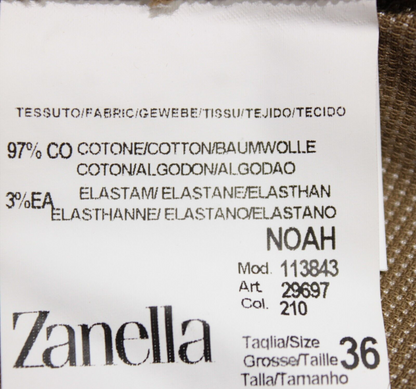 TESSUTO/FABRIC/GEWEBE/TISSU/TEJIDO/TECIDO
97% CO COTONE/COTTON/BAUMWOLLE
COTON/ALGODON/ALGODAO
3%EA ELASTAM/ ELASTANE/ELASTHAN
ELASTHANNE/ ELASTANO/ELASTANO
NOAH
Mod. 113843
Art 29697
Col. 210
Zanella
Taglia/Size
Grosse/Taille 36
Talla/Tamanho